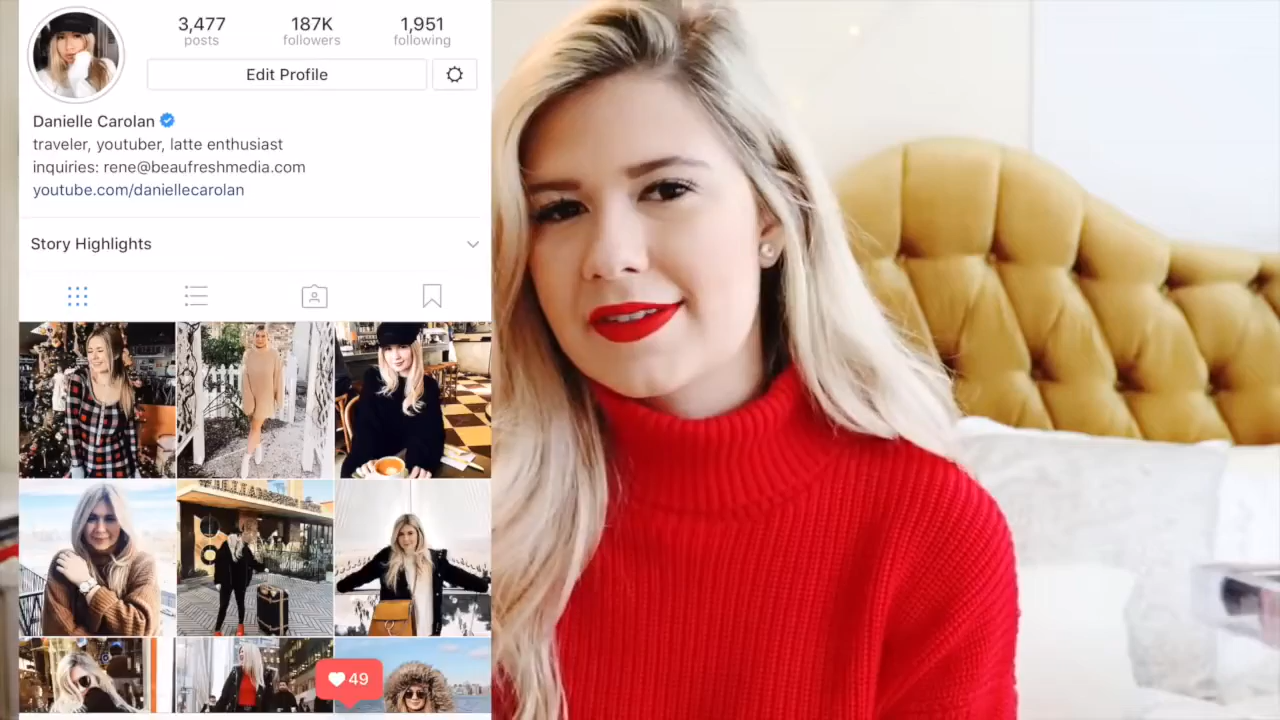 3,477 187K 1,951
posts followers following
Edit Profile
Danielle Carolan
traveler, youtuber, latte enthusiast
inquiries: rene@beaufreshmedia.com
youtube.com/daniellecarolan
Story Highlights
49